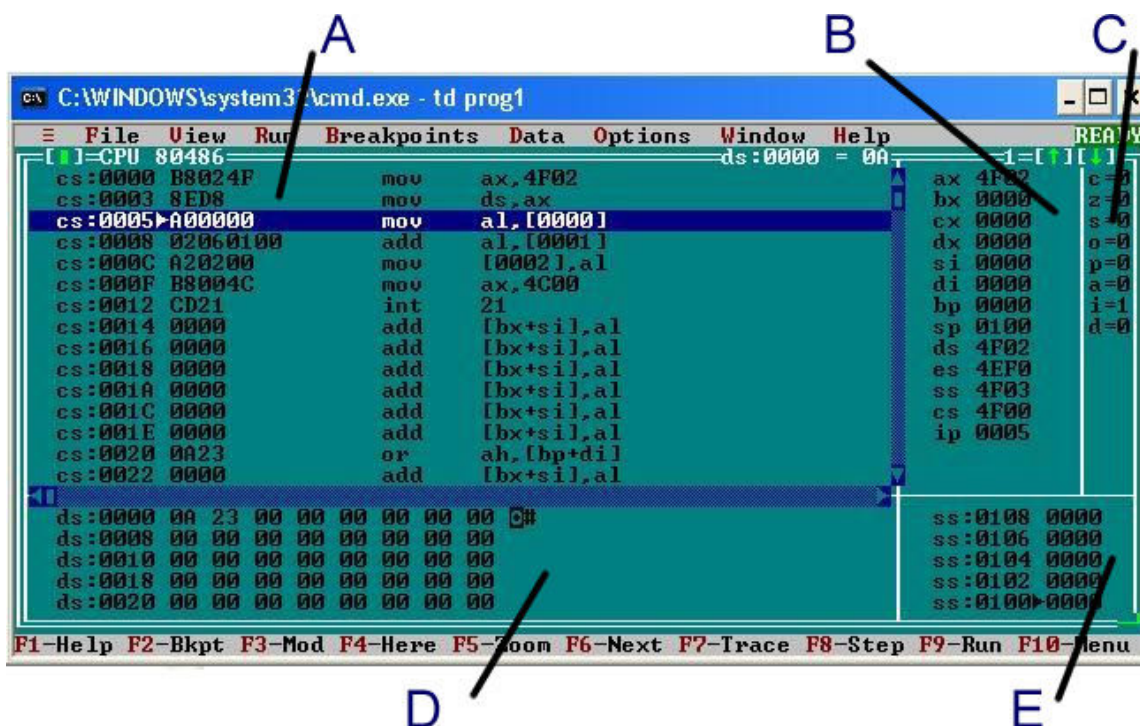 A B C
C:\WINDOWS\system32\cmd.exe - td prog1
≡ File View Run Breakpoints Data Options Window Help READY
[■]=CPU 80486 ds:0000 = 0A 1=[↑][↓]
cs:0000 B8024F mov ax,4F02 ax 4F02 c=0
cs:0003 8ED8 mov ds,ax bx 0000 z=0
cs:0005►A00000 mov al,[0000] cx 0000 s=0
cs:0008 02060100 add al,[0001] dx 0000 o=0
cs:000C A20200 mov [0002],al si 0000 p=0
cs:000F B8004C mov ax,4C00 di 0000 a=0
cs:0012 CD21 int 21 bp 0000 i=1
cs:0014 0000 add [bx+si],al sp 0100 d=0
cs:0016 0000 add [bx+si],al ds 4F02
cs:0018 0000 add [bx+si],al es 4EF0
cs:001A 0000 add [bx+si],al ss 4F03
cs:001C 0000 add [bx+si],al cs 4F00
cs:001E 0000 add [bx+si],al ip 0005
cs:0020 0A23 or ah,[bp+di]
cs:0022 0000 add [bx+si],al
ds:0000 0A 23 00 00 00 00 00 00 ◙# ss:0108 0000
ds:0008 00 00 00 00 00 00 00 00 ss:0106 0000
ds:0010 00 00 00 00 00 00 00 00 ss:0104 0000
ds:0018 00 00 00 00 00 00 00 00 ss:0102 0000
ds:0020 00 00 00 00 00 00 00 00 ss:0100►0000
F1-Help F2-Bkpt F3-Mod F4-Here F5-Zoom F6-Next F7-Trace F8-Step F9-Run F10-Menu
D E